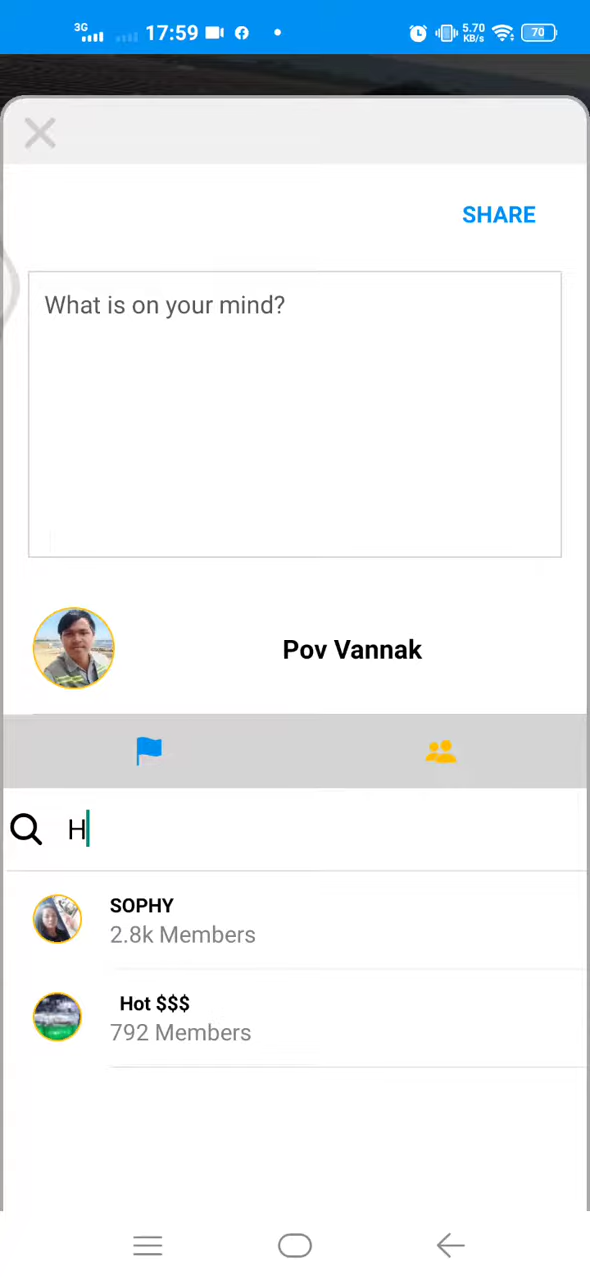 3G 17:59 5.70 KB/s 70
SHARE
What is on your mind?
Pov Vannak
H
SOPHY
2.8k Members
Hot $$$
792 Members